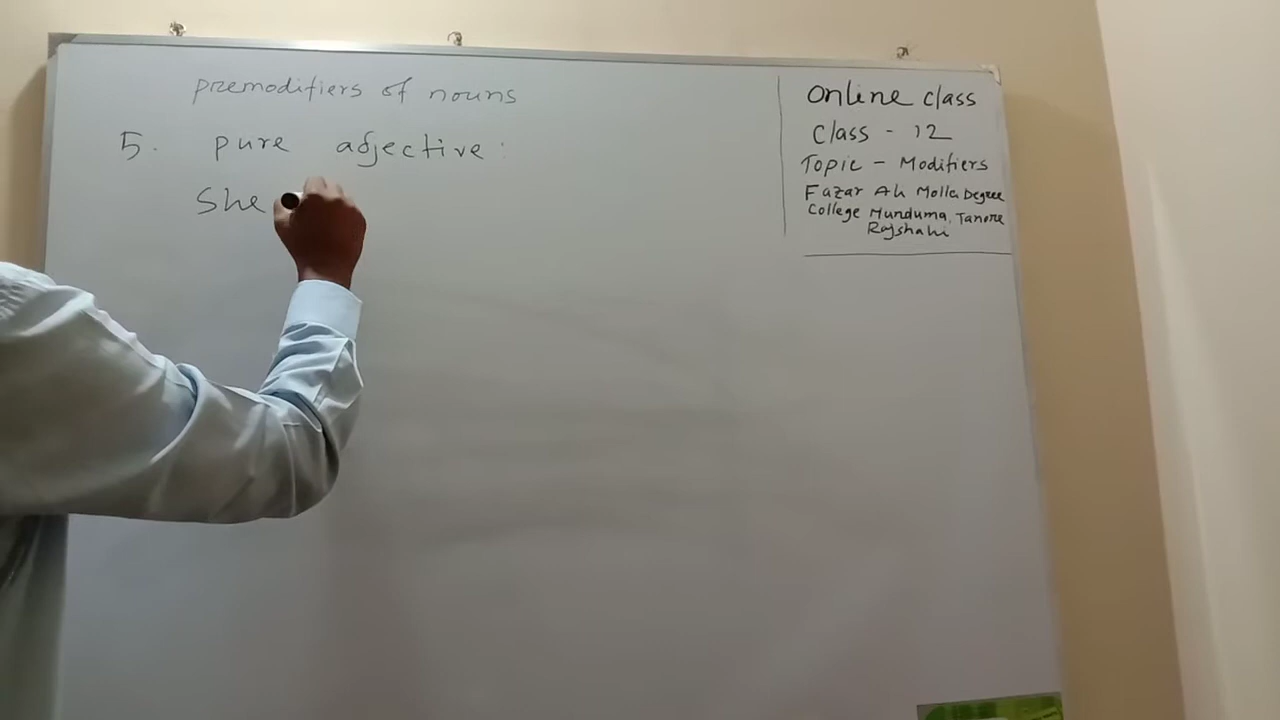 premodifiers of nouns
5. pure adjective:
She
Online class
Class - 12
Topic - Modifiers
Fazar Ali Molla Degree
College Munduma, Tanore
Rajshahi